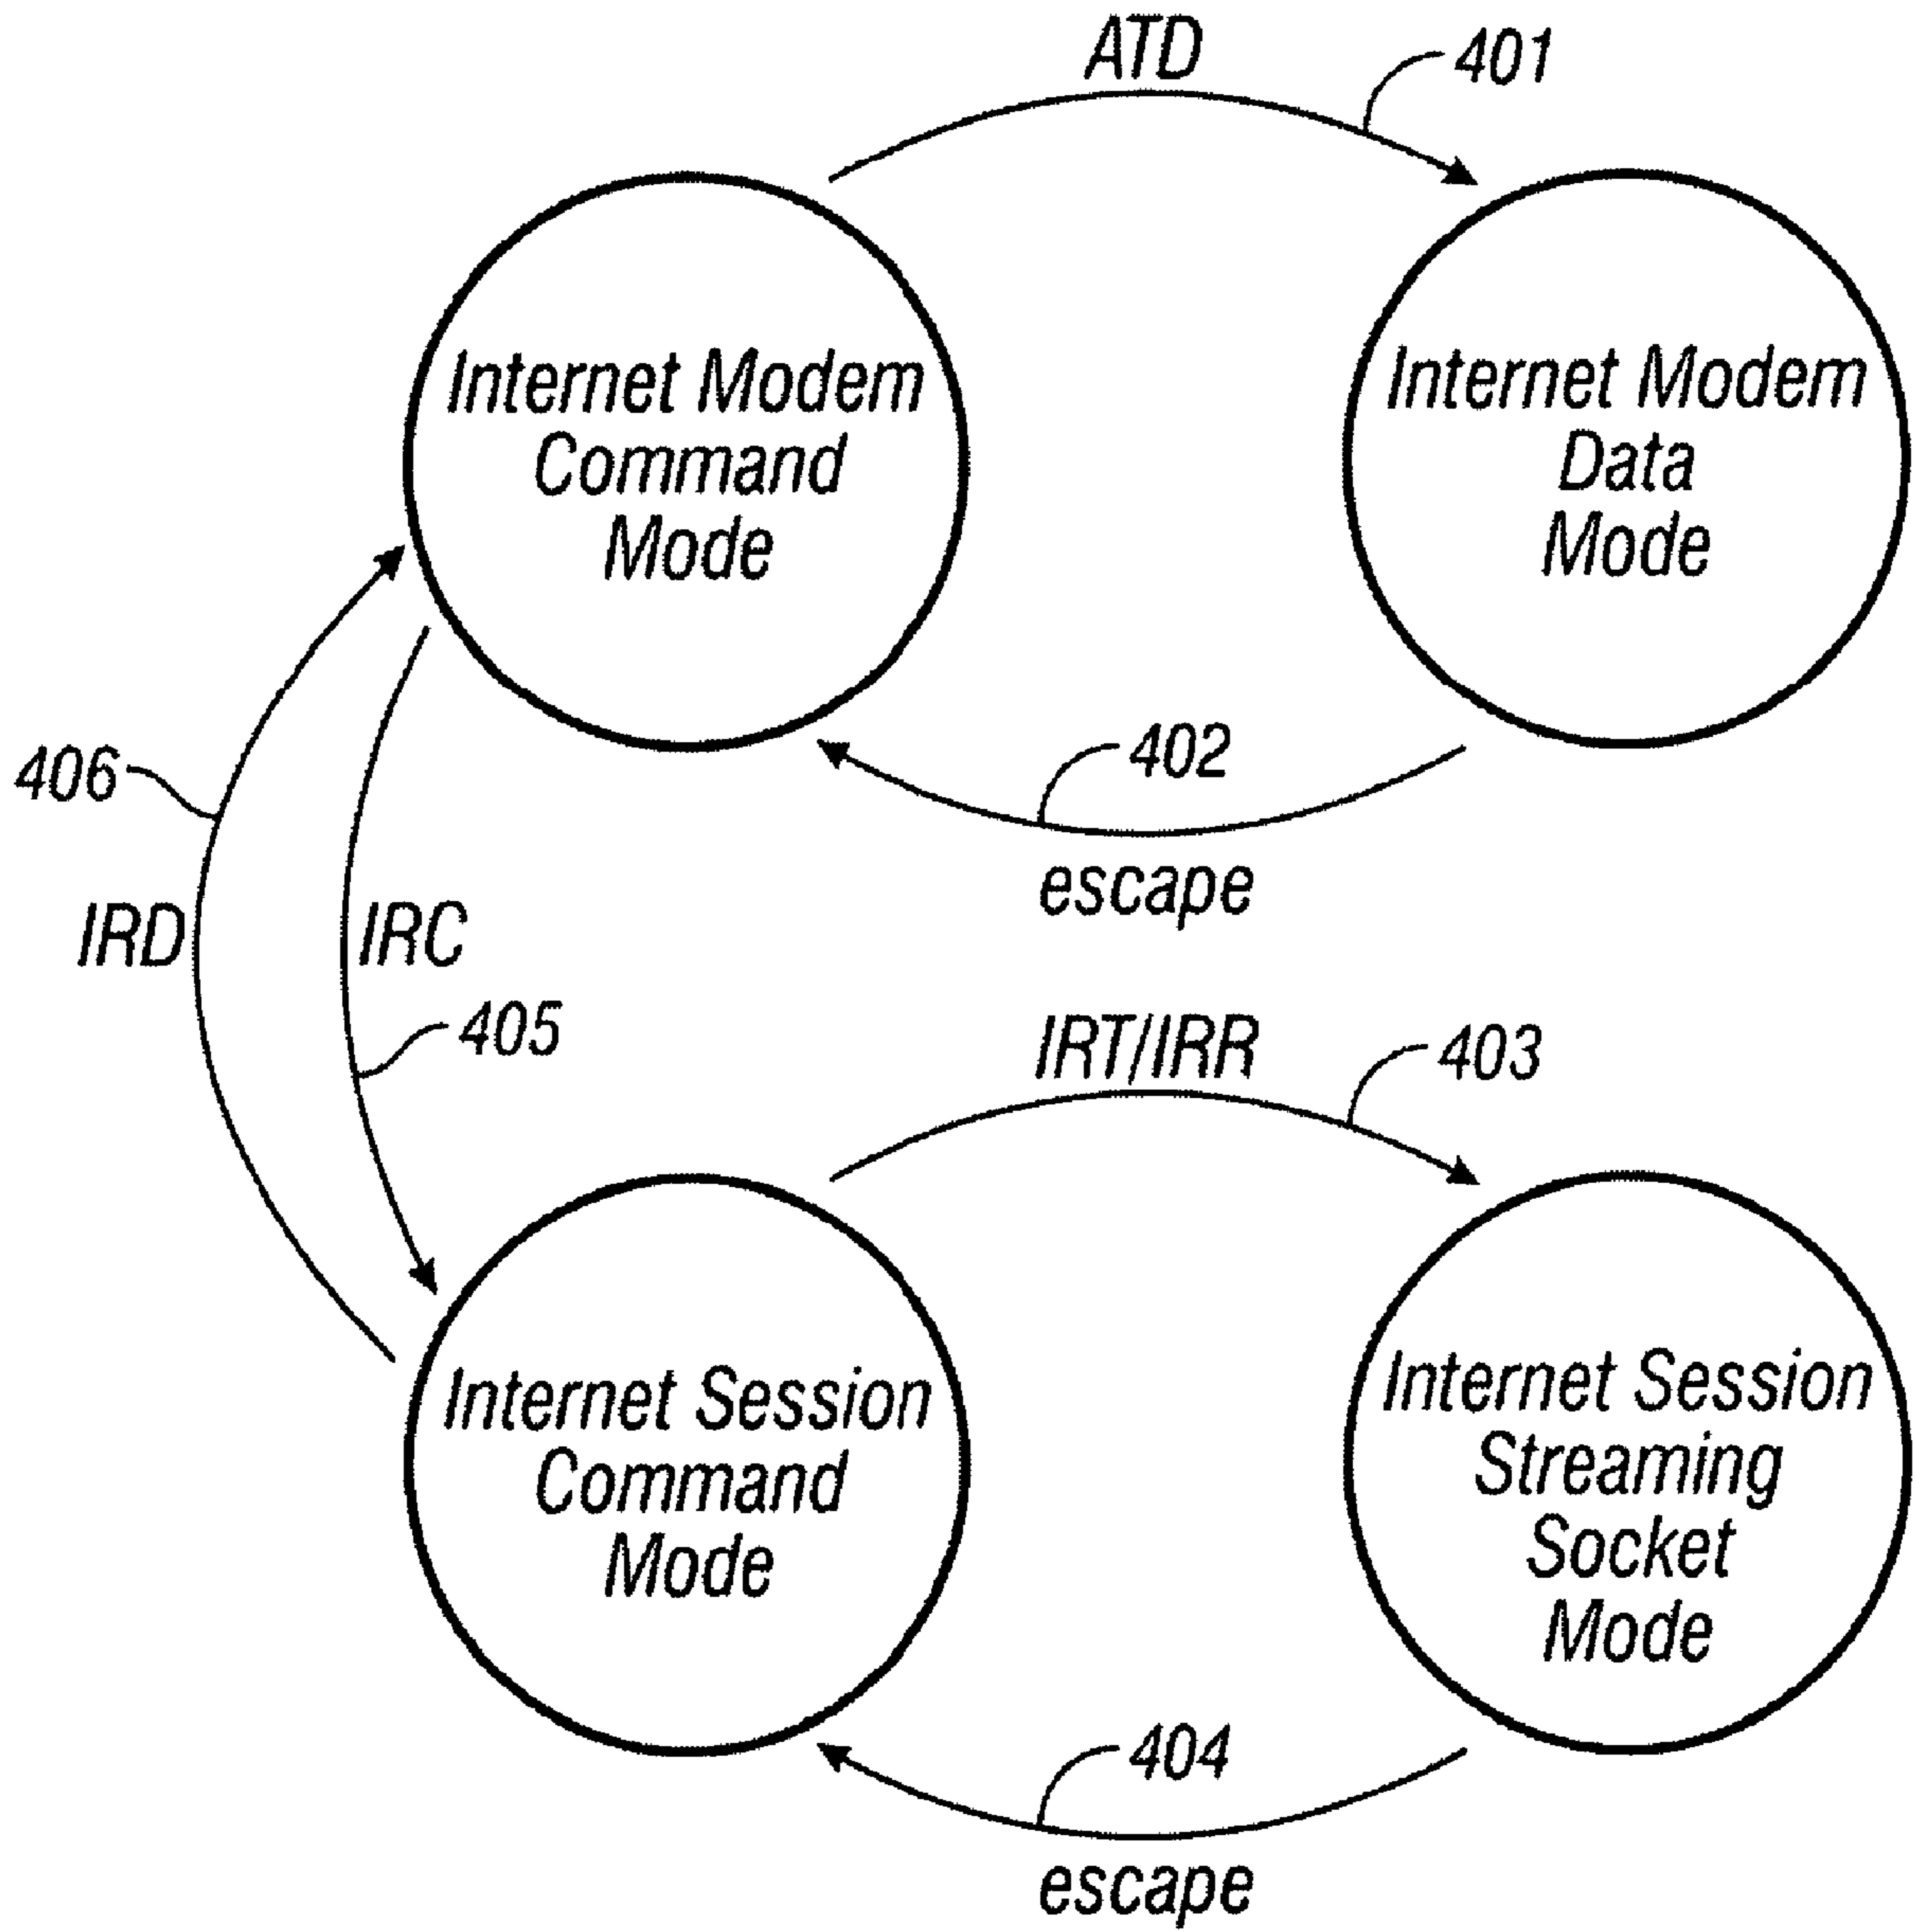 ATD
401
Internet Modem
Command
Mode
Internet Modem
Data
Mode
402
escape
406
IRD
IRC
405
IRT/IRR
403
Internet Session
Command
Mode
Internet Session
Streaming
Socket
Mode
404
escape